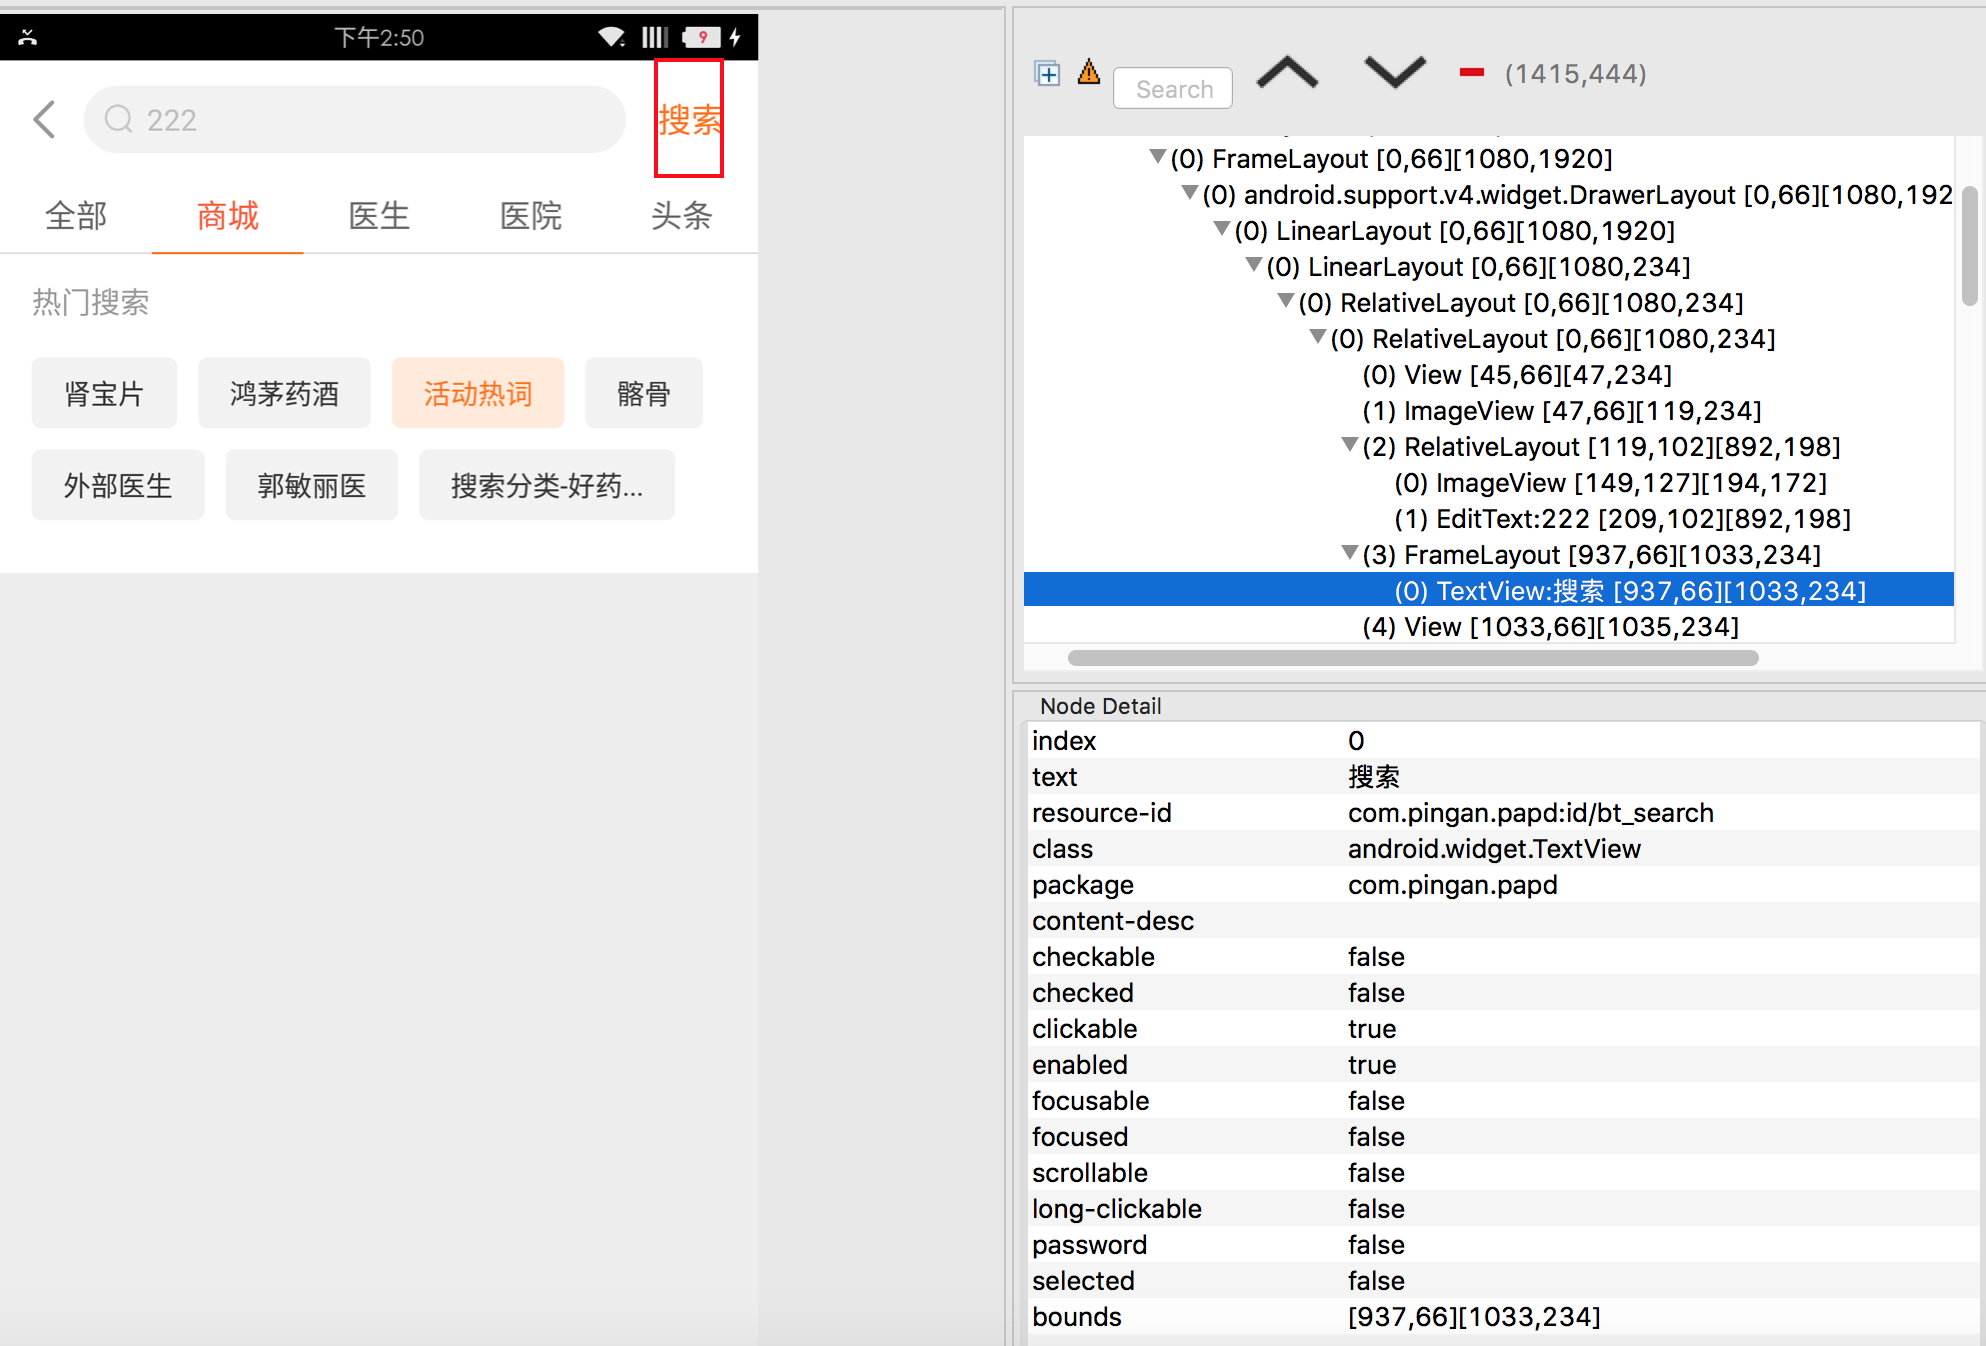 下午2:50
9
222
搜索
全部
商城
医生
医院
头条
热门搜索
肾宝片
鸿茅药酒
活动热词
髂骨
外部医生
郭敏丽医
搜索分类-好药...
Search
(1415,444)
(0) FrameLayout [0,66][1080,1920]
(0) android.support.v4.widget.DrawerLayout [0,66][1080,192
(0) LinearLayout [0,66][1080,1920]
(0) LinearLayout [0,66][1080,234]
(0) RelativeLayout [0,66][1080,234]
(0) RelativeLayout [0,66][1080,234]
(0) View [45,66][47,234]
(1) ImageView [47,66][119,234]
(2) RelativeLayout [119,102][892,198]
(0) ImageView [149,127][194,172]
(1) EditText:222 [209,102][892,198]
(3) FrameLayout [937,66][1033,234]
(0) TextView:搜索 [937,66][1033,234]
(4) View [1033,66][1035,234]
Node Detail
index 0
text 搜索
resource-id com.pingan.papd:id/bt_search
class android.widget.TextView
package com.pingan.papd
content-desc
checkable false
checked false
clickable true
enabled true
focusable false
focused false
scrollable false
long-clickable false
password false
selected false
bounds [937,66][1033,234]